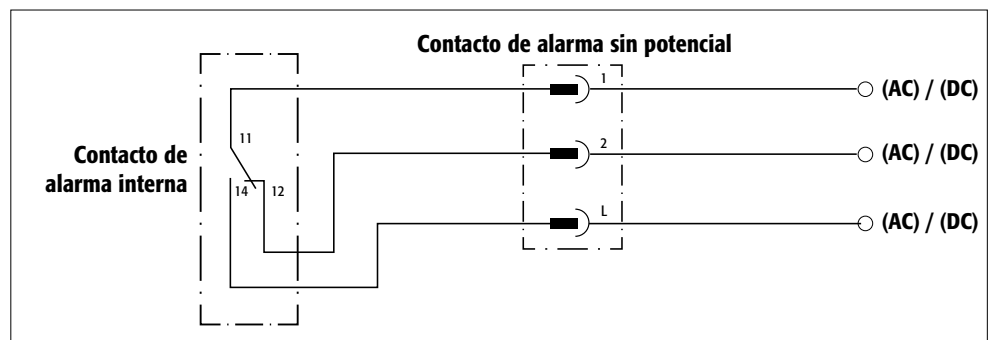 Contacto de alarma sin potencial
1
(AC) / (DC)
11
Contacto de
alarma interna
2
(AC) / (DC)
14
12
L
(AC) / (DC)